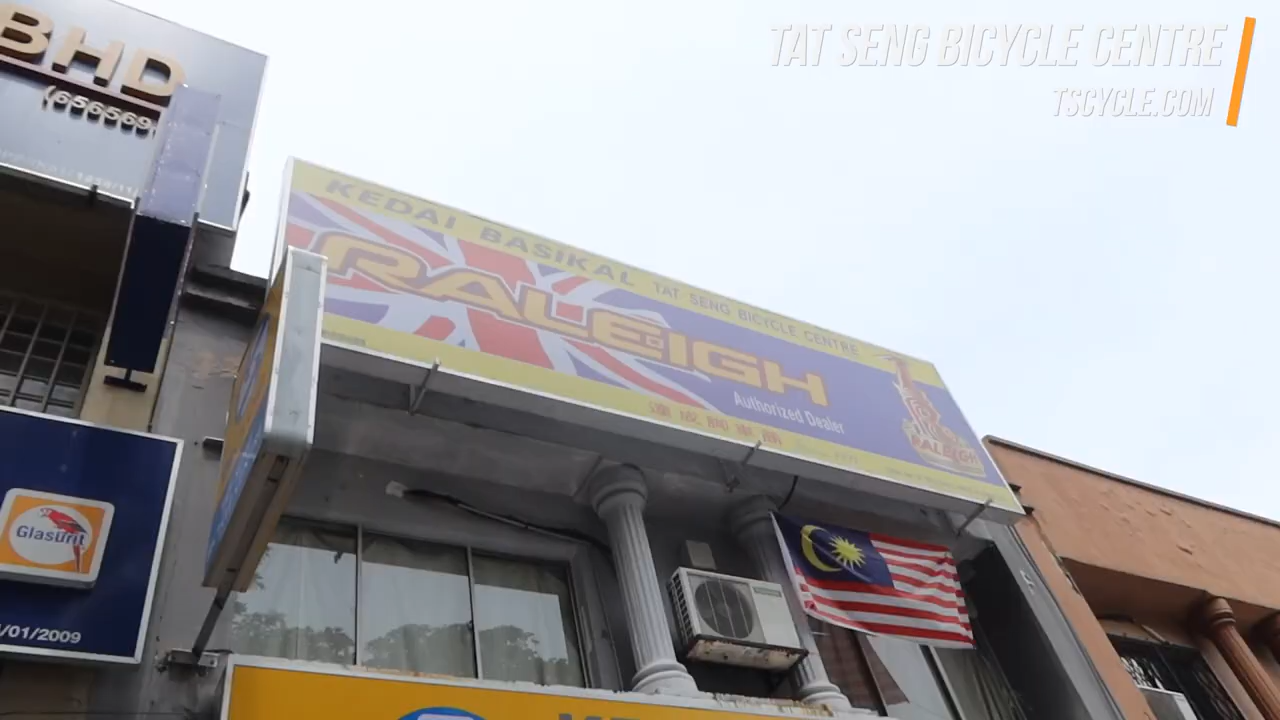 TAT SENG BICYCLE CENTRE
TSCYCLE.COM
BHD
(656569
KEDAI BASIKAL TAT SENG BICYCLE CENTRE
RALEIGH
Authorized Dealer
RALEIGH
Glasurit
/01/2009